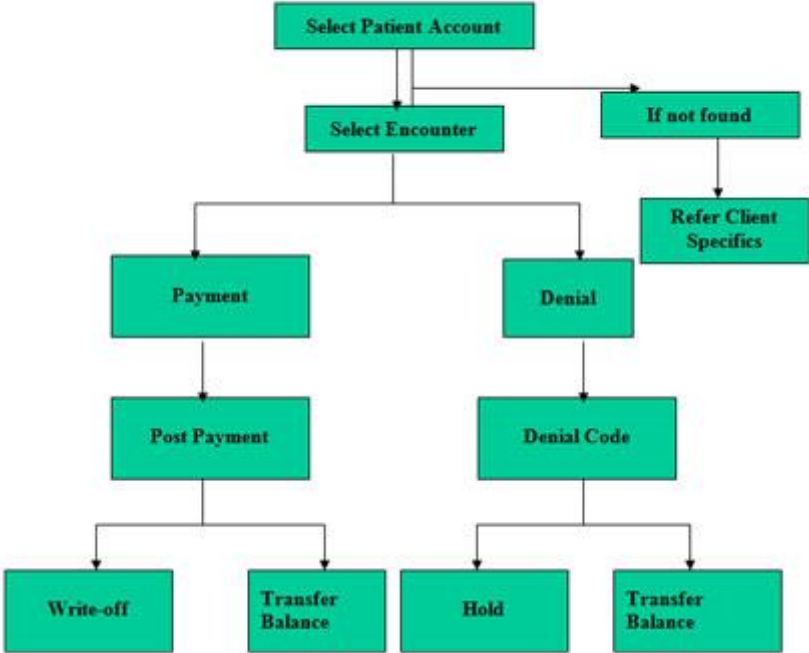 Select Patient Account
If not found
Select Encounter
Refer Client
Specifics
Payment
Denial
Post Payment
Denial Code
Write-off
Transfer
Balance
Hold
Transfer
Balance